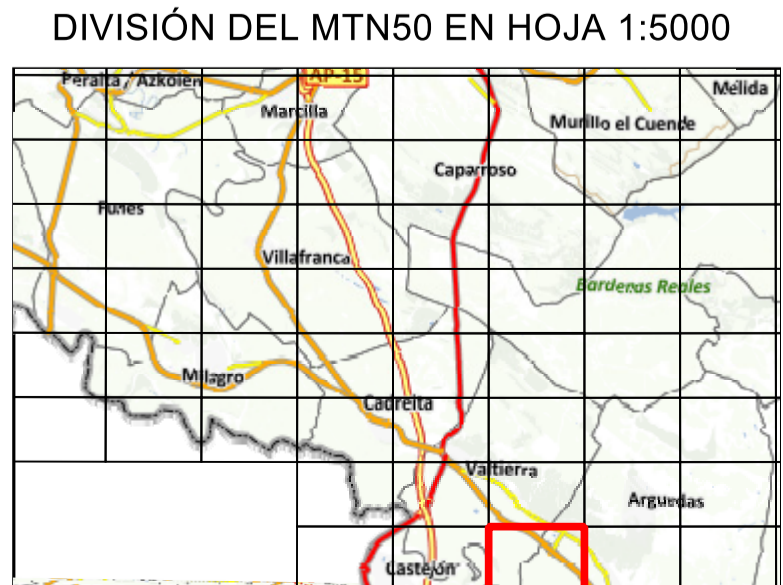 DIVISIÓN DEL MTN50 EN HOJA 1:5000
Peralta / Azkoien
AP-15
Mélida
Marcilla
Murillo el Cuende
Caparroso
Funes
Villafranca
Bardenas Reales
Milagro
Cadreita
Valtierra
Arguedas
Castejón